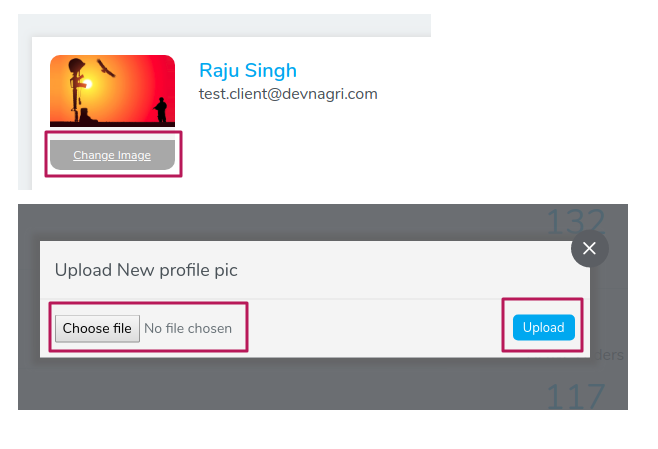 Raju Singh
test.client@devnagri.com
Change Image
132
Upload New profile pic
Choose file No file chosen
Upload
ders
117